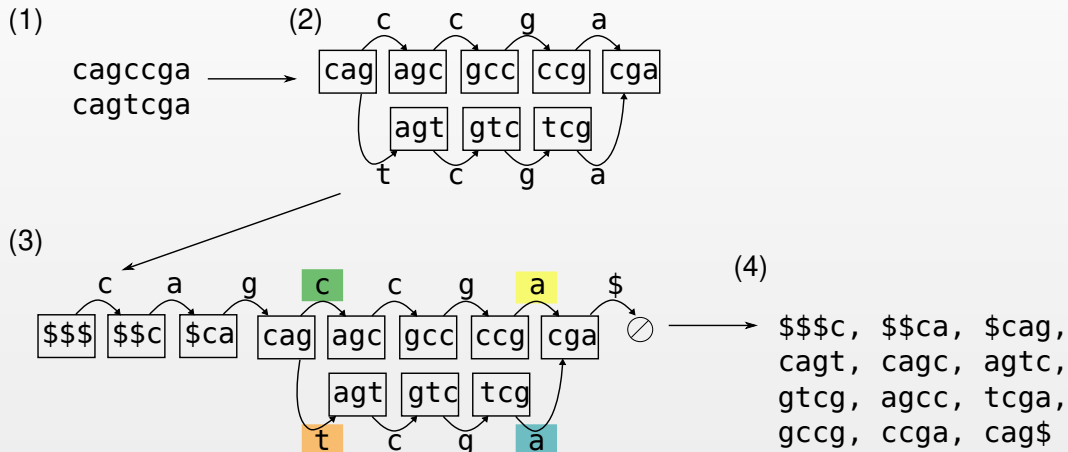 (1)
cagccga
cagtcga
(2)
c c g a
cag agc gcc ccg cga
agt gtc tcg
t c g a
(3)
c a g c c g a $
$$$ $$c $ca cag agc gcc ccg cga
agt gtc tcg
t c g a
(4)
$$$c, $$ca, $cag,
cagt, cagc, agtc,
gtcg, agcc, tcga,
gccg, ccga, cag$